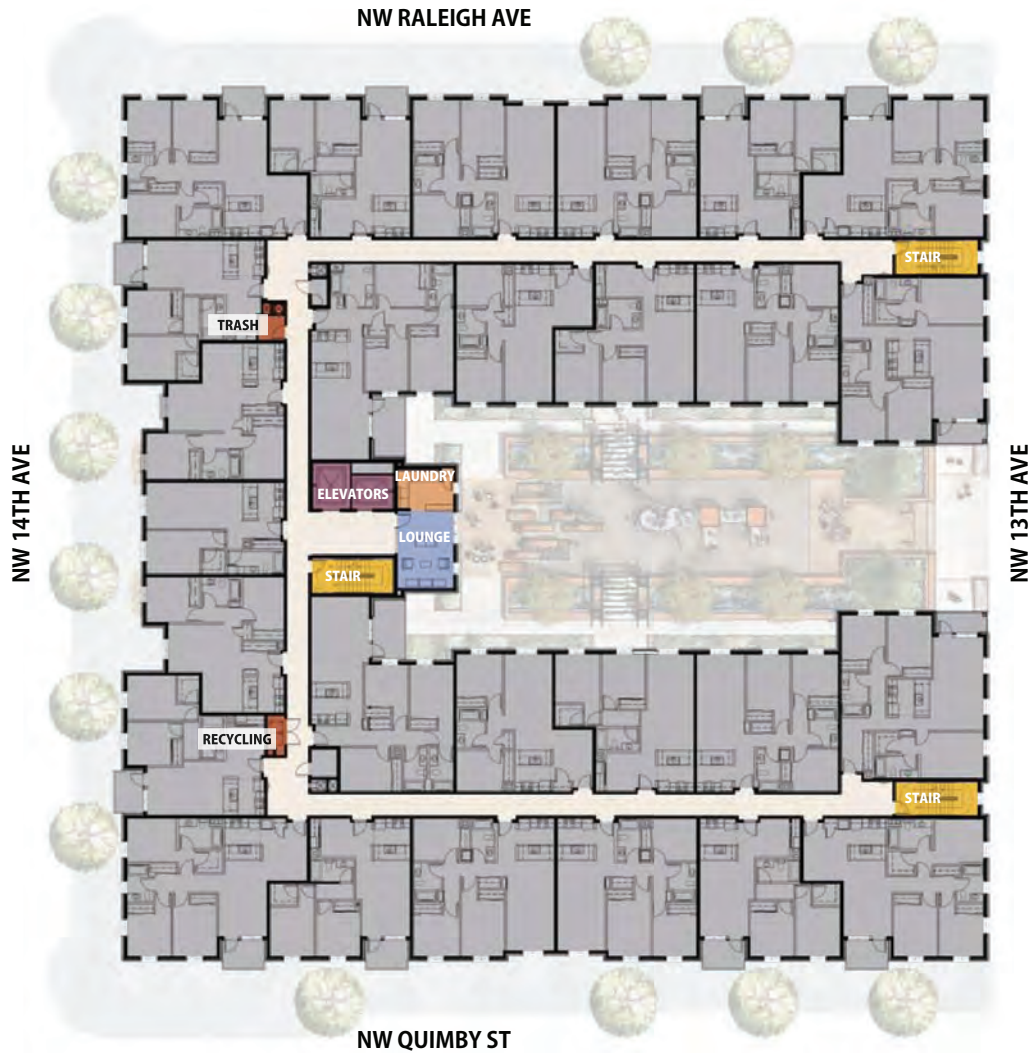 NW RALEIGH AVE
STAIR
TRASH
NW 14TH AVE
NW 13TH AVE
LAUNDRY
ELEVATORS
LOUNGE
STAIR
RECYCLING
STAIR
NW QUIMBY ST